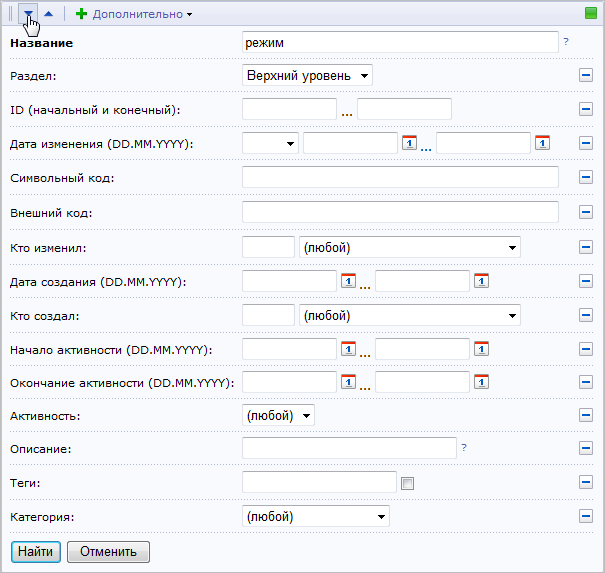 Дополнительно
Название режим ?
Раздел: Верхний уровень
ID (начальный и конечный): ...
Дата изменения (DD.MM.YYYY): 1 ... 1
Символьный код:
Внешний код:
Кто изменил: (любой)
Дата создания (DD.MM.YYYY): 1 ... 1
Кто создал: (любой)
Начало активности (DD.MM.YYYY): 1 ... 1
Окончание активности (DD.MM.YYYY): 1 ... 1
Активность: (любой)
Описание: ?
Теги:
Категория: (любой)
Найти Отменить